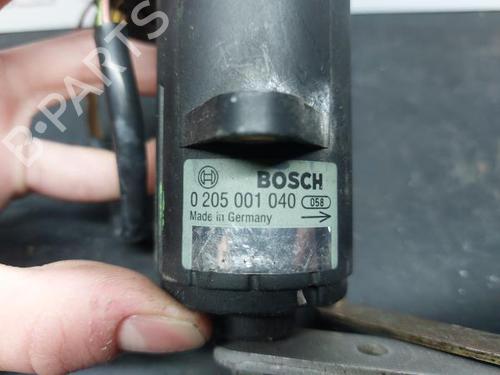 B-PARTS
BOSCH
0 205 001 040 058
Made in Germany